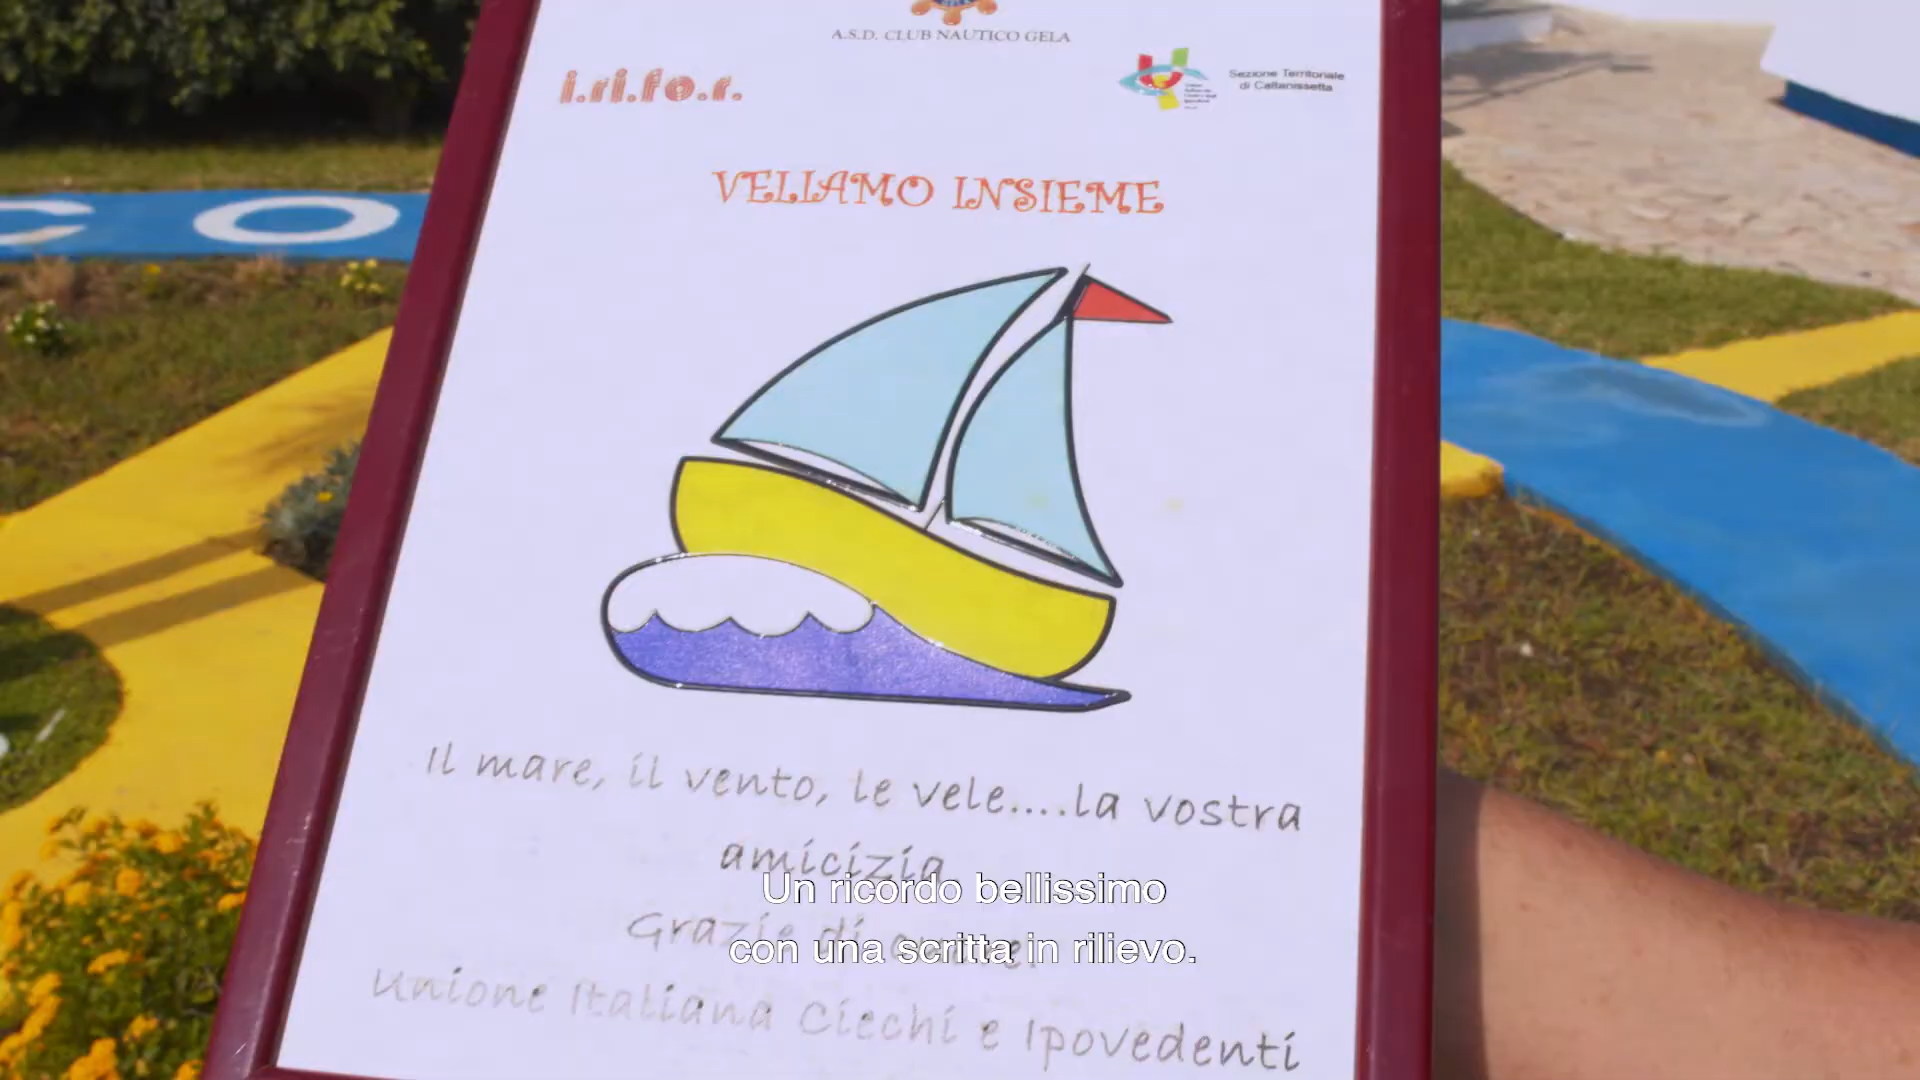 A.S.D. CLUB NAUTICO GELA
i.ri.fo.r.
Sezione Territoriale
di Caltanissetta
VELIAMO INSIEME
CO
Il mare, il vento, le vele....la vostra
amicizia
Grazie di
Unione Italiana Ciechi e Ipovedenti
Un ricordo bellissimo
con una scritta in rilievo.